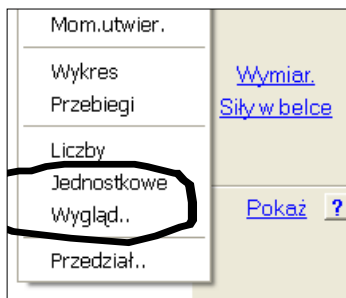 Mom.utwier.
Wykres
Przebiegi
Liczby
Jednostkowe
Wygląd..
Przedział..
Wymiar.
Siły w belce
Pokaż ?